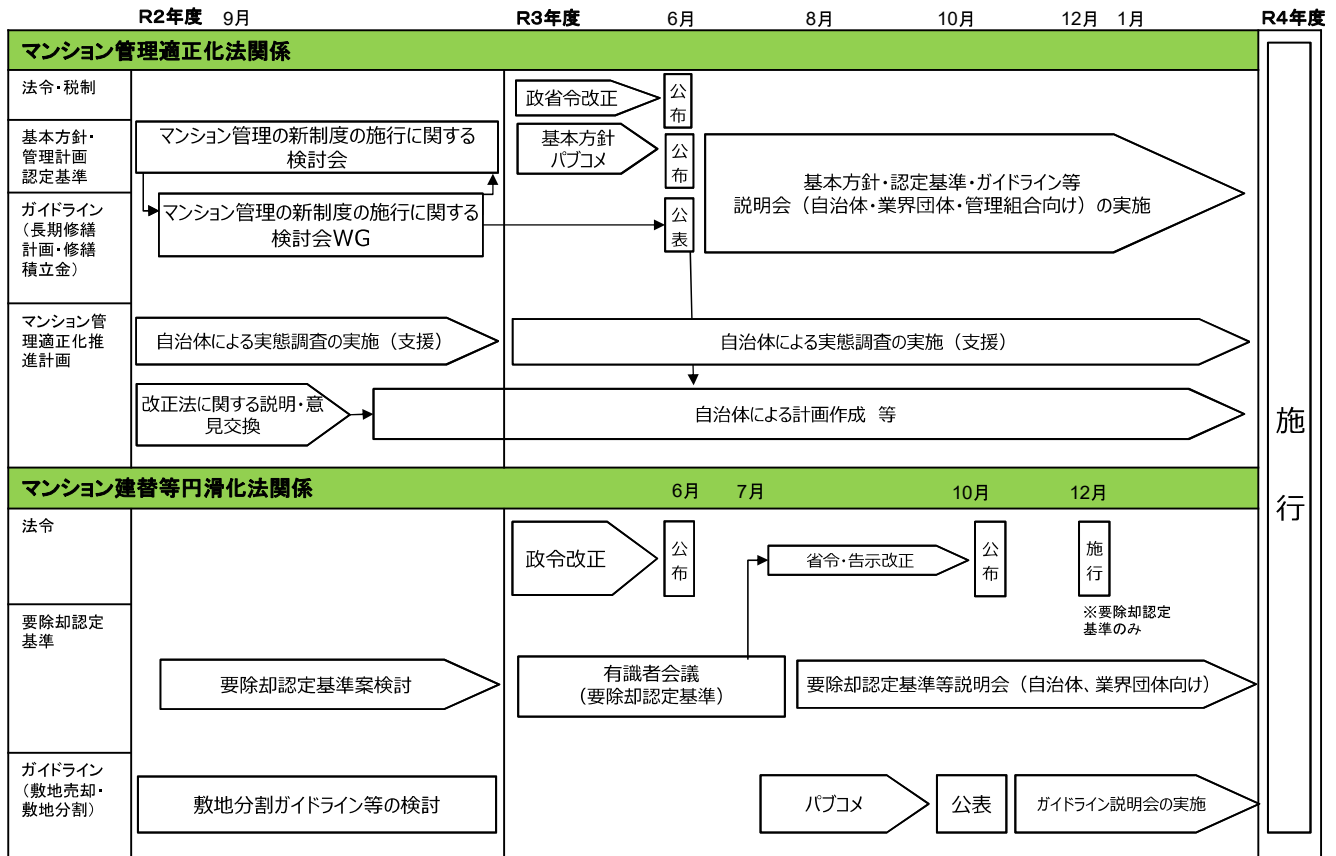 R2年度 9月 R3年度 6月 8月 10月 12月 1月 R4年度
マンション管理適正化法関係
法令・税制
政省令改正
公
布
基本方針・
管理計画
認定基準
マンション管理の新制度の施行に関する
検討会
基本方針
パブコメ
公
布
基本方針・認定基準・ガイドライン等
説明会（自治体・業界団体・管理組合向け）の実施
ガイドライン
（長期修繕
計画・修繕
積立金）
マンション管理の新制度の施行に関する
検討会WG
公
表
マンション管
理適正化推
進計画
自治体による実態調査の実施（支援）
自治体による実態調査の実施（支援）
改正法に関する説明・意
見交換
自治体による計画作成 等
施
行
マンション建替等円滑化法関係
6月 7月 10月 12月
法令
政令改正
公
布
省令・告示改正
公
布
施
行
※要除却認定
基準のみ
要除却認定
基準
要除却認定基準案検討
有識者会議
（要除却認定基準）
要除却認定基準等説明会（自治体、業界団体向け）
ガイドライン
（敷地売却・
敷地分割）
敷地分割ガイドライン等の検討
パブコメ
公表
ガイドライン説明会の実施